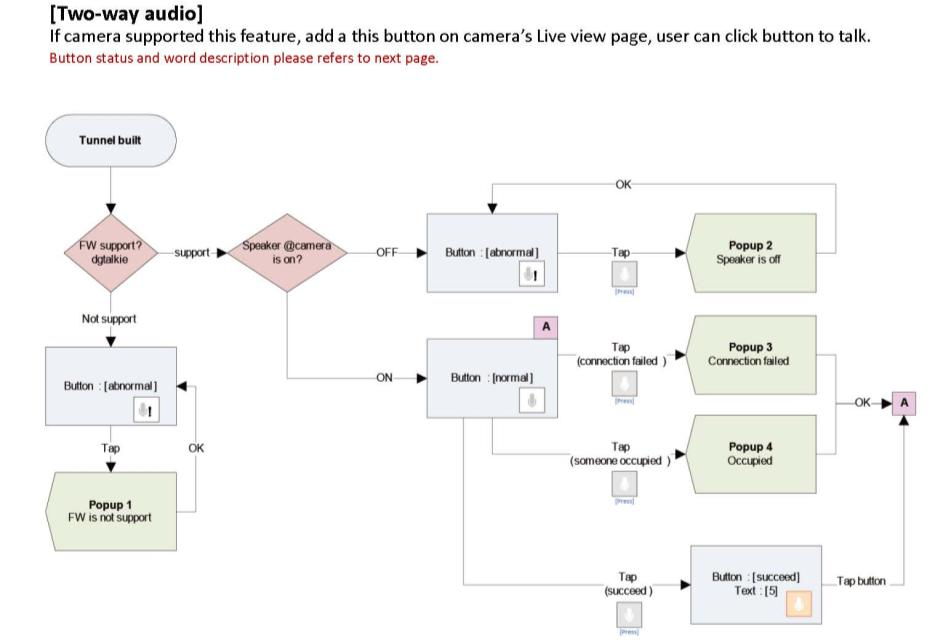 [Two-way audio]
If camera supported this feature, add a this button on camera's Live view page, user can click button to talk.
Button status and word description please refers to next page.
Tunnel built
OK
FW support?
dgtalkie
support
Speaker @camera
is on?
OFF
Button : [abnormal]
!
Tap
[Press]
Popup 2
Speaker is off
Not support
A
Button : [abnormal]
!
ON
Button : [normal]
Tap
(connection failed )
[Press]
Popup 3
Connection failed
OK
A
Tap
OK
Tap
(someone occupied )
[Press]
Popup 4
Occupied
Popup 1
FW is not support
Tap
(succeed )
[Press]
Button : [succeed]
Text : [5]
Tap button